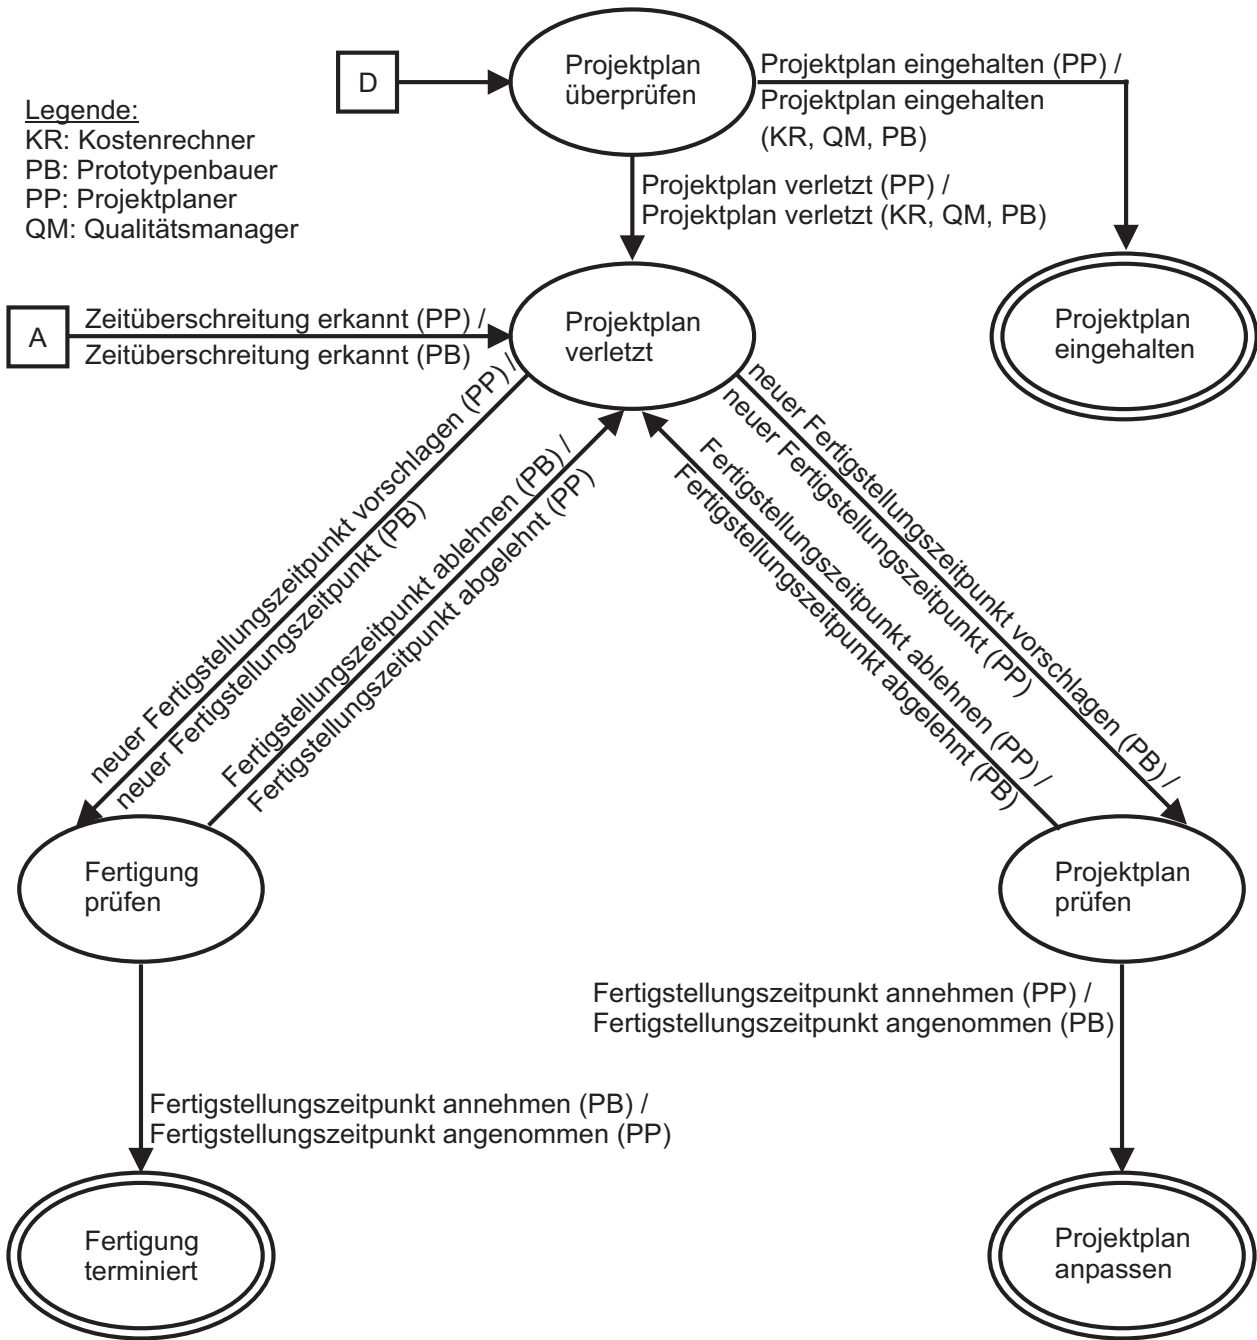 D
Projektplan
überprüfen
Projektplan eingehalten (PP) /
Projektplan eingehalten
(KR, QM, PB)
Legende:
KR: Kostenrechner
PB: Prototypenbauer
PP: Projektplaner
QM: Qualitätsmanager
Projektplan verletzt (PP) /
Projektplan verletzt (KR, QM, PB)
A
Zeitüberschreitung erkannt (PP) /
Zeitüberschreitung erkannt (PB)
Projektplan
verletzt
Projektplan
eingehalten
neuer Fertigstellungszeitpunkt vorschlagen (PP) /
neuer Fertigstellungszeitpunkt (PB)
Fertigstellungszeitpunkt ablehnen (PB) /
Fertigstellungszeitpunkt abgelehnt (PP)
neuer Fertigstellungszeitpunkt vorschlagen (PB) /
neuer Fertigstellungszeitpunkt (PP)
Fertigstellungszeitpunkt ablehnen (PP) /
Fertigstellungszeitpunkt abgelehnt (PB)
Fertigung
prüfen
Projektplan
prüfen
Fertigstellungszeitpunkt annehmen (PP) /
Fertigstellungszeitpunkt angenommen (PB)
Fertigstellungszeitpunkt annehmen (PB) /
Fertigstellungszeitpunkt angenommen (PP)
Fertigung
terminiert
Projektplan
anpassen